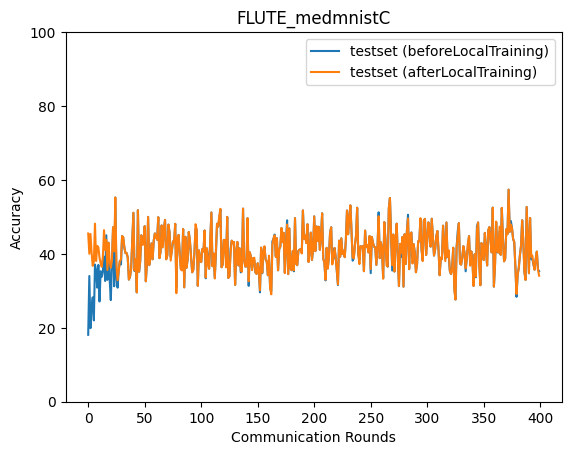 FLUTE_medmnistC
testset (beforeLocalTraining)
testset (afterLocalTraining)
Accuracy
100
80
60
40
20
0
0 50 100 150 200 250 300 350 400
Communication Rounds